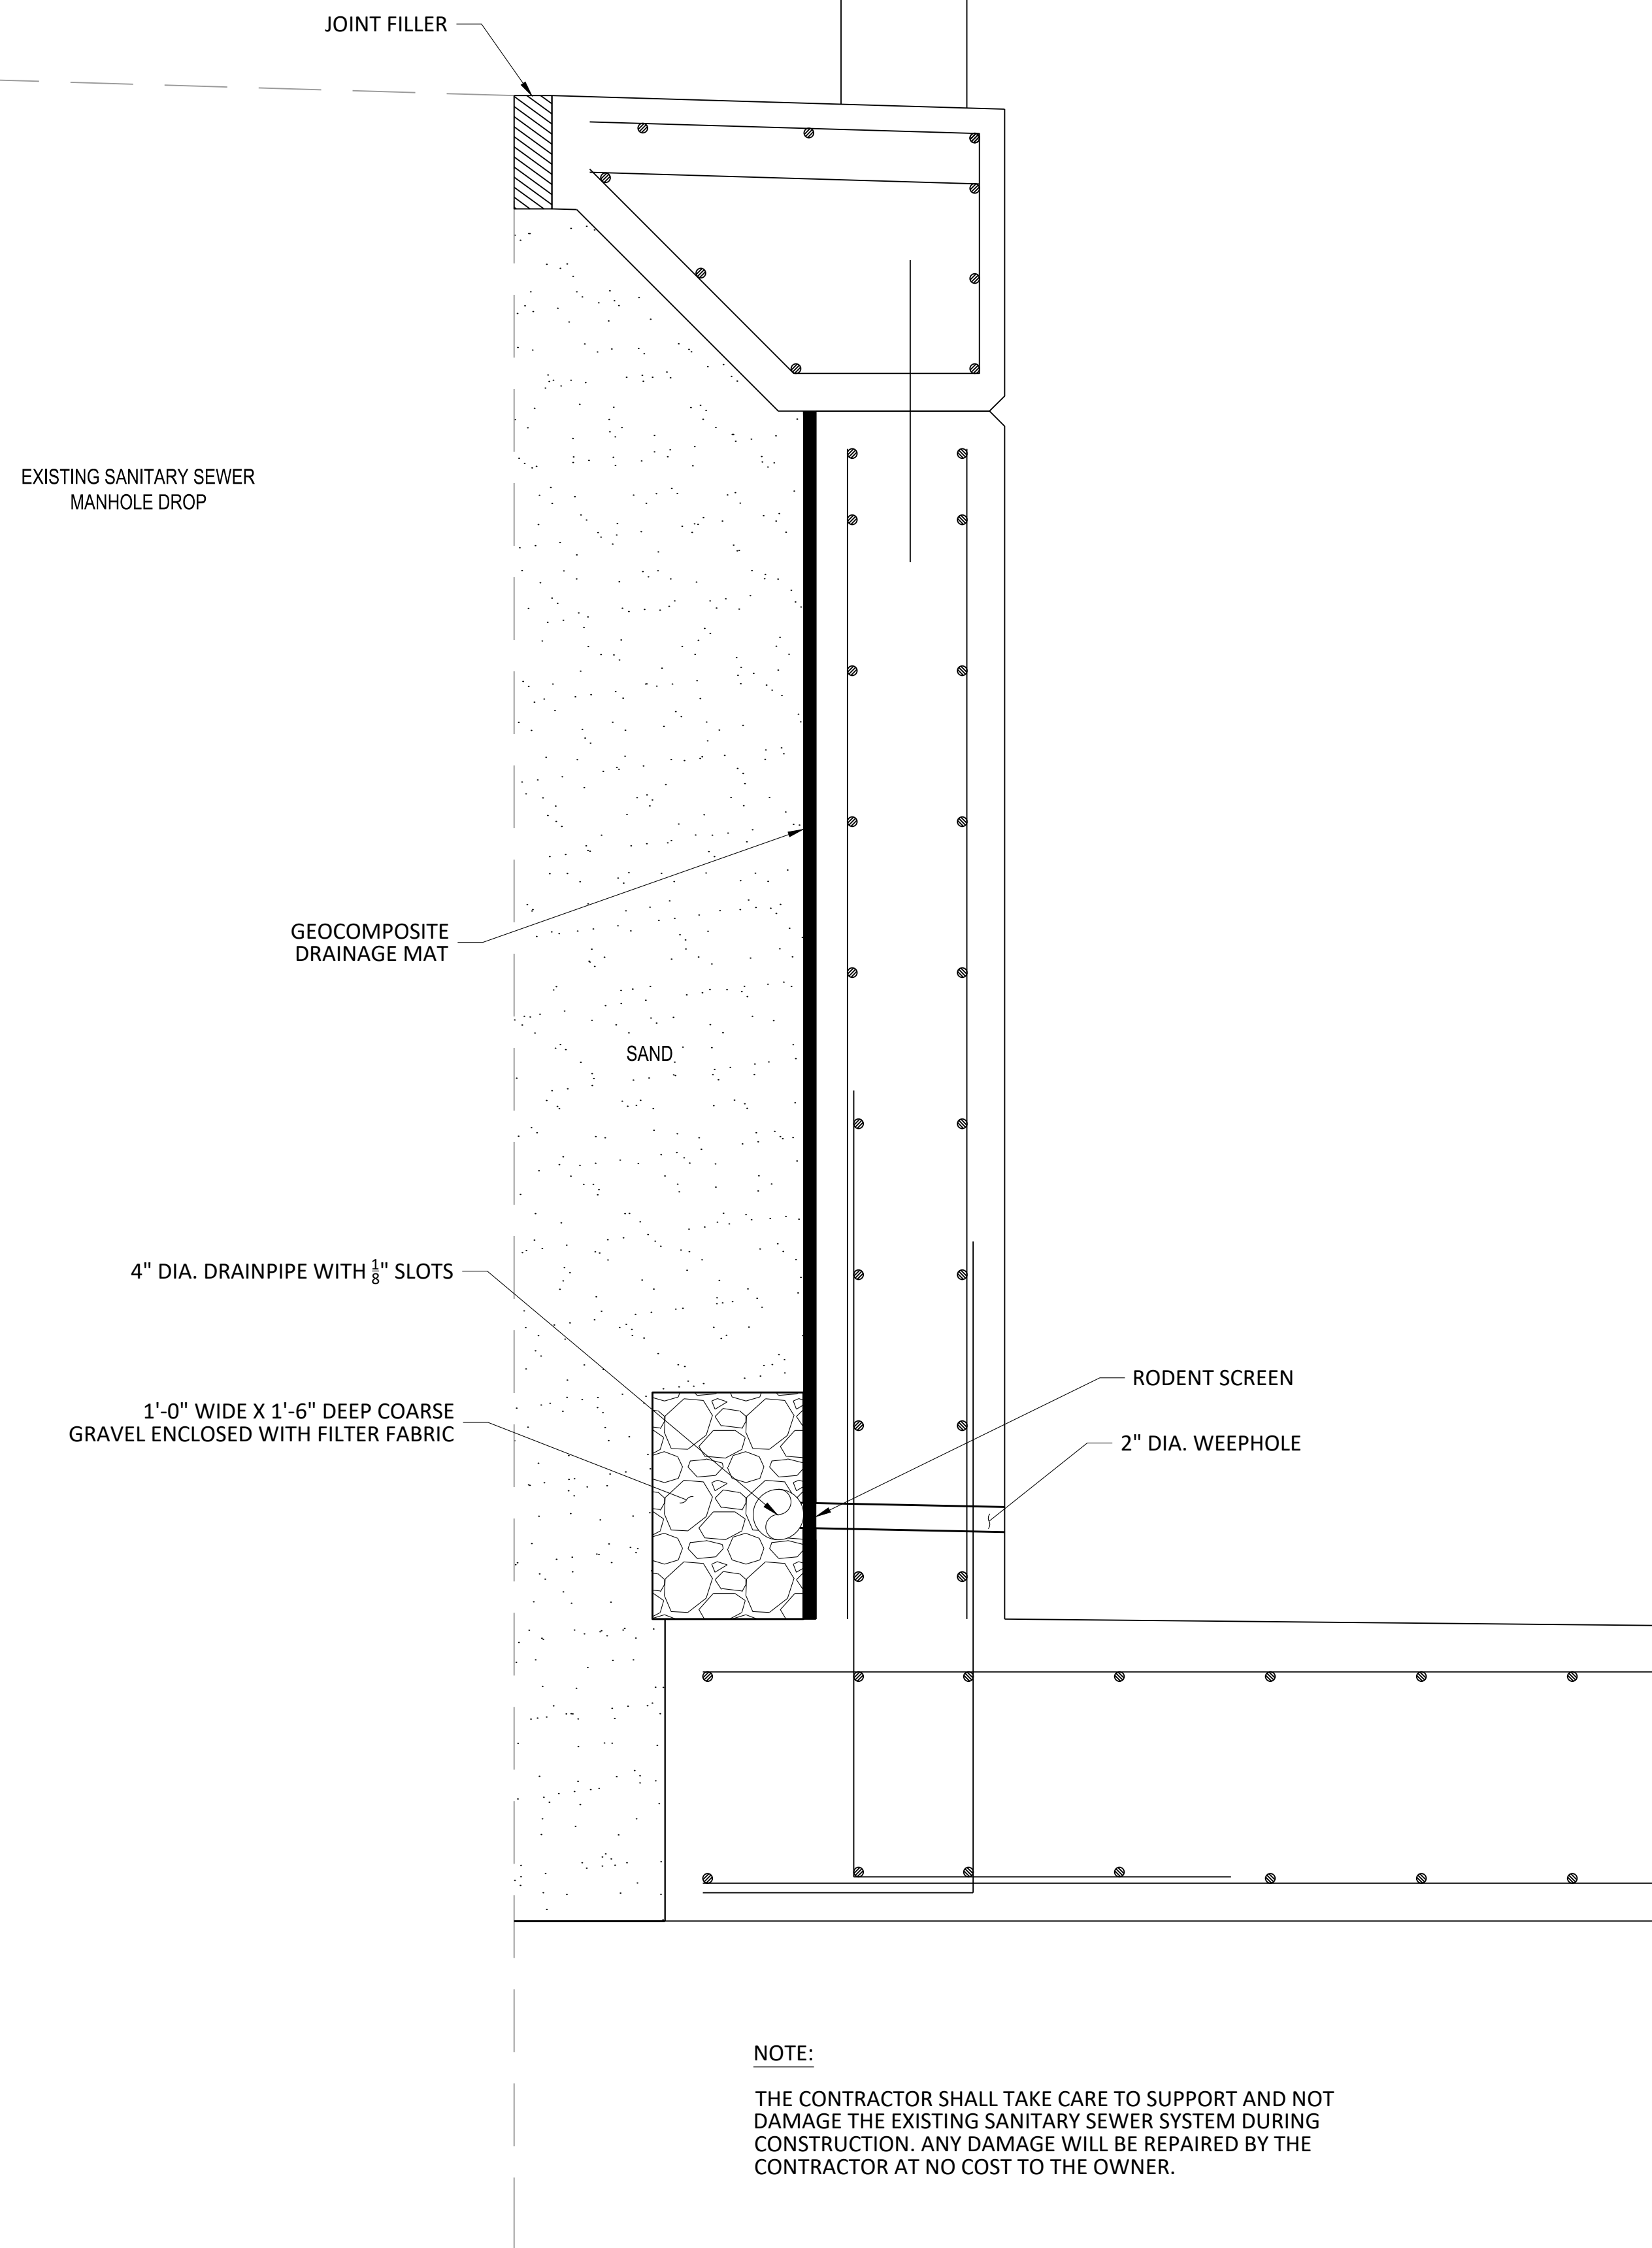 JOINT FILLER
EXISTING SANITARY SEWER
MANHOLE DROP
GEOCOMPOSITE
DRAINAGE MAT
SAND
4" DIA. DRAINPIPE WITH 1/8" SLOTS
1'-0" WIDE X 1'-6" DEEP COARSE
GRAVEL ENCLOSED WITH FILTER FABRIC
RODENT SCREEN
2" DIA. WEEPHOLE
NOTE:
THE CONTRACTOR SHALL TAKE CARE TO SUPPORT AND NOT
DAMAGE THE EXISTING SANITARY SEWER SYSTEM DURING
CONSTRUCTION. ANY DAMAGE WILL BE REPAIRED BY THE
CONTRACTOR AT NO COST TO THE OWNER.